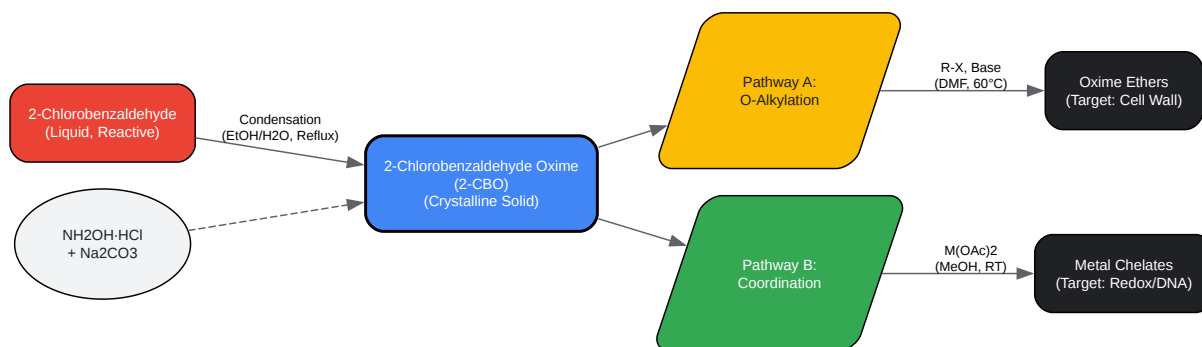 2-Chlorobenzaldehyde
(Liquid, Reactive)
Condensation
(EtOH/H2O, Reflux)
NH2OH·HCl
+ Na2CO3
2-Chlorobenzaldehyde Oxime
(2-CBO)
(Crystalline Solid)
Pathway A:
O-Alkylation
R-X, Base
(DMF, 60°C)
Oxime Ethers
(Target: Cell Wall)
Pathway B:
Coordination
M(OAc)2
(MeOH, RT)
Metal Chelates
(Target: Redox/DNA)